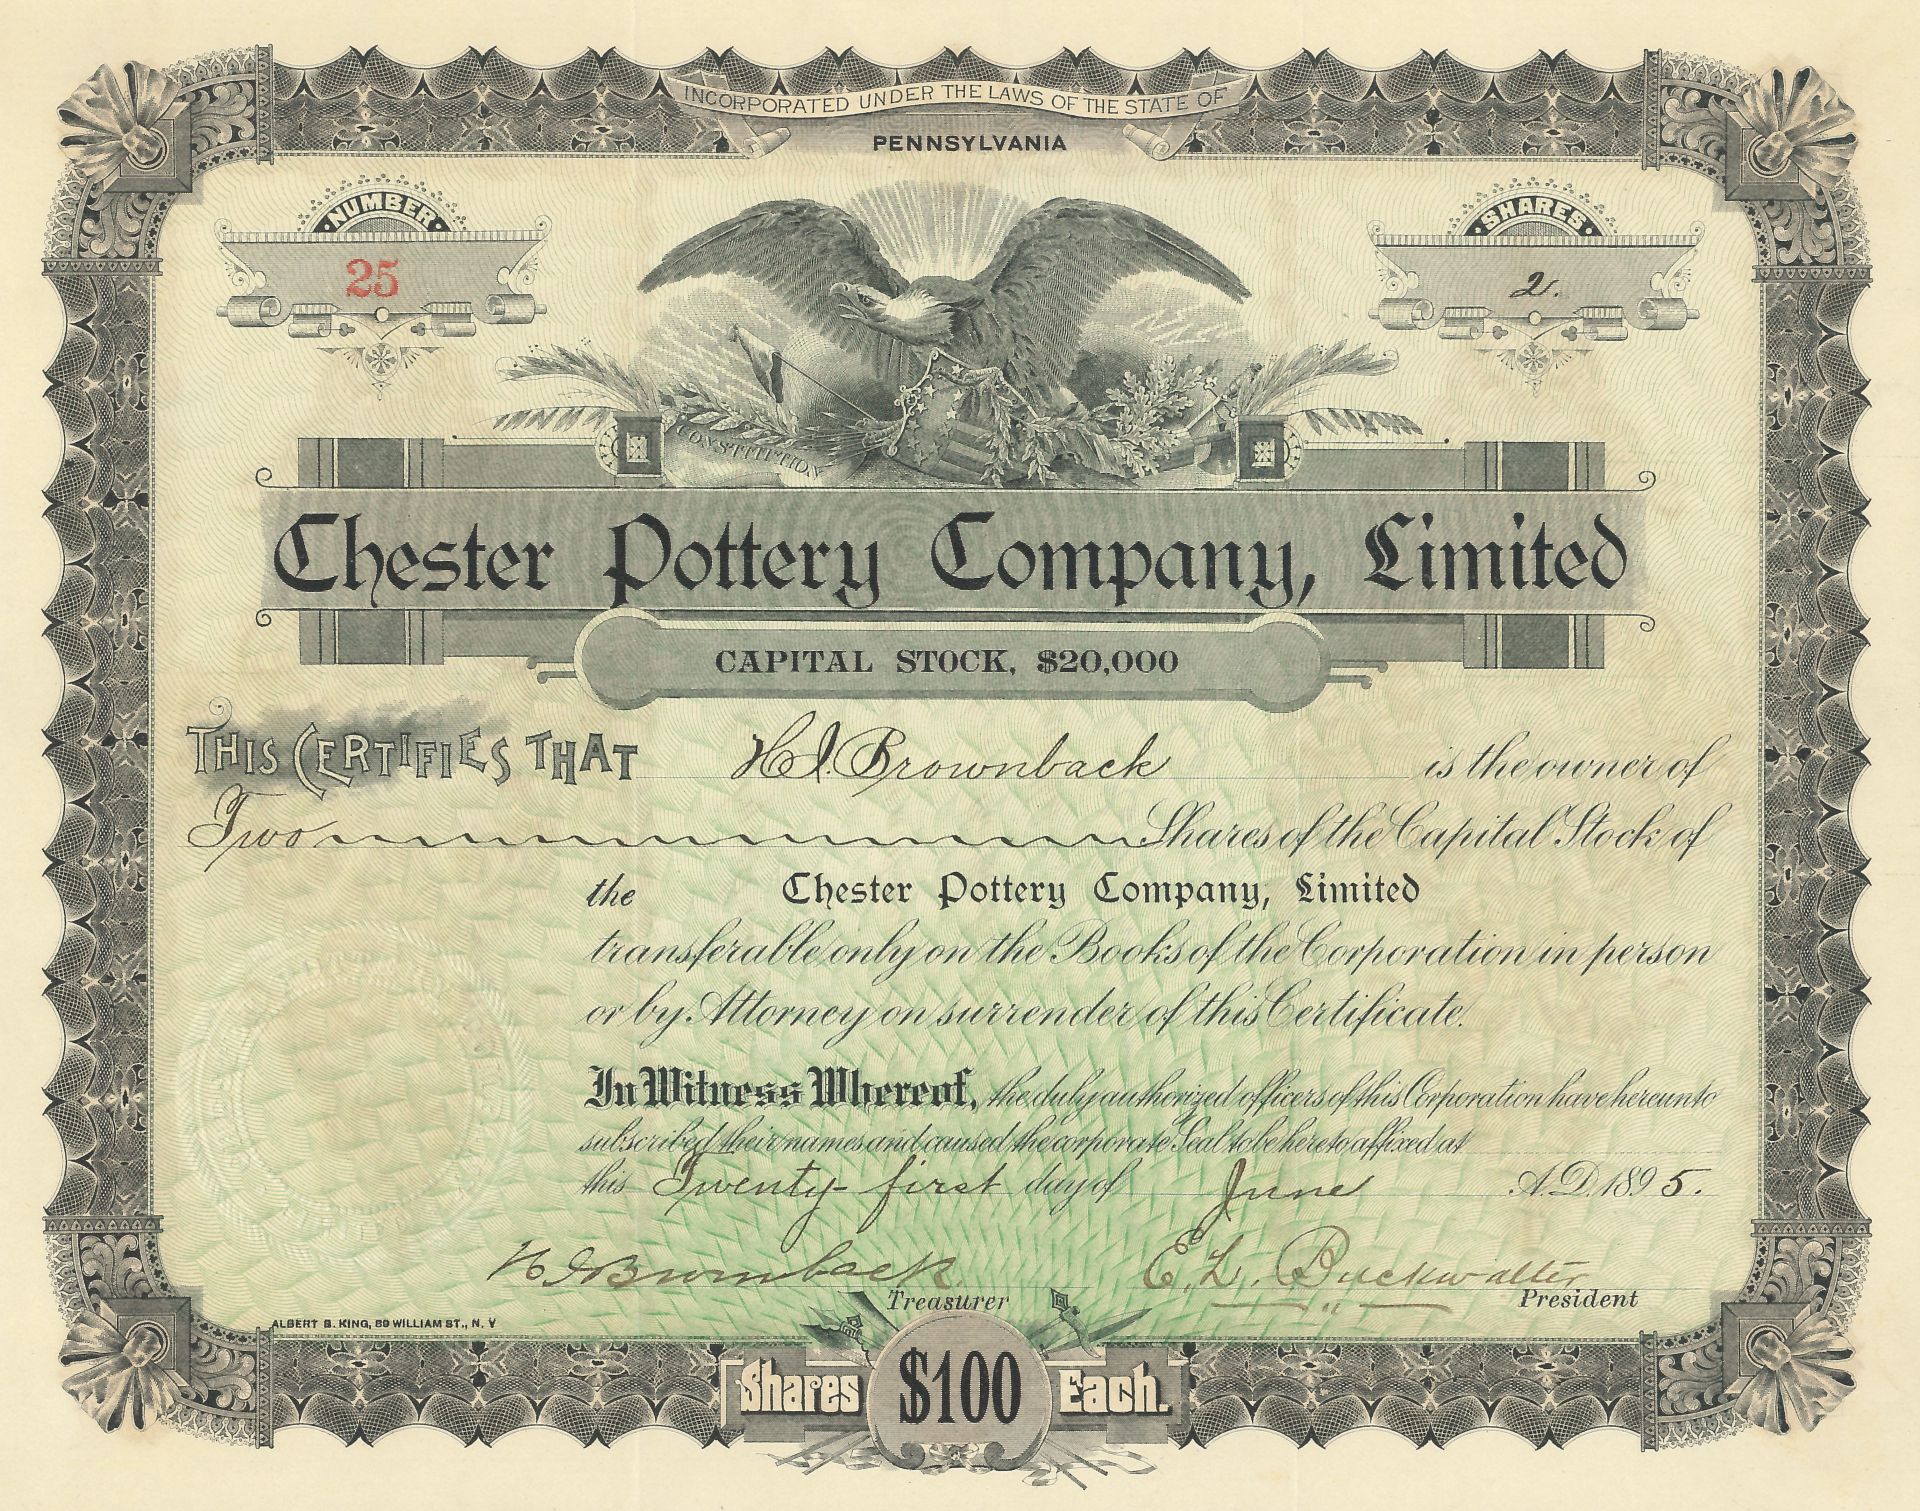 INCORPORATED UNDER THE LAWS OF THE STATE OF
PENNSYLVANIA
NUMBER
25
SHARES
2.
CONSTITUTION
Chester Pottery Company, Limited
CAPITAL STOCK, $20,000
THIS CERTIFIES THAT H I Brownback is the owner of
Two Shares of the Capital Stock of
the Chester Pottery Company, Limited
transferable only on the Books of the Corporation in person
or by Attorney on surrender of this Certificate.
In Witness Whereof, the duly authorized officers of this Corporation have hereunto
subscribed their names and caused the corporate Seal to be hereto affixed at
this Twenty-first day of June A.D. 1895.
H I Brownback E. L. Buckwalter
Treasurer President
ALBERT B. KING, 89 WILLIAM ST., N. Y
Shares $100 Each.